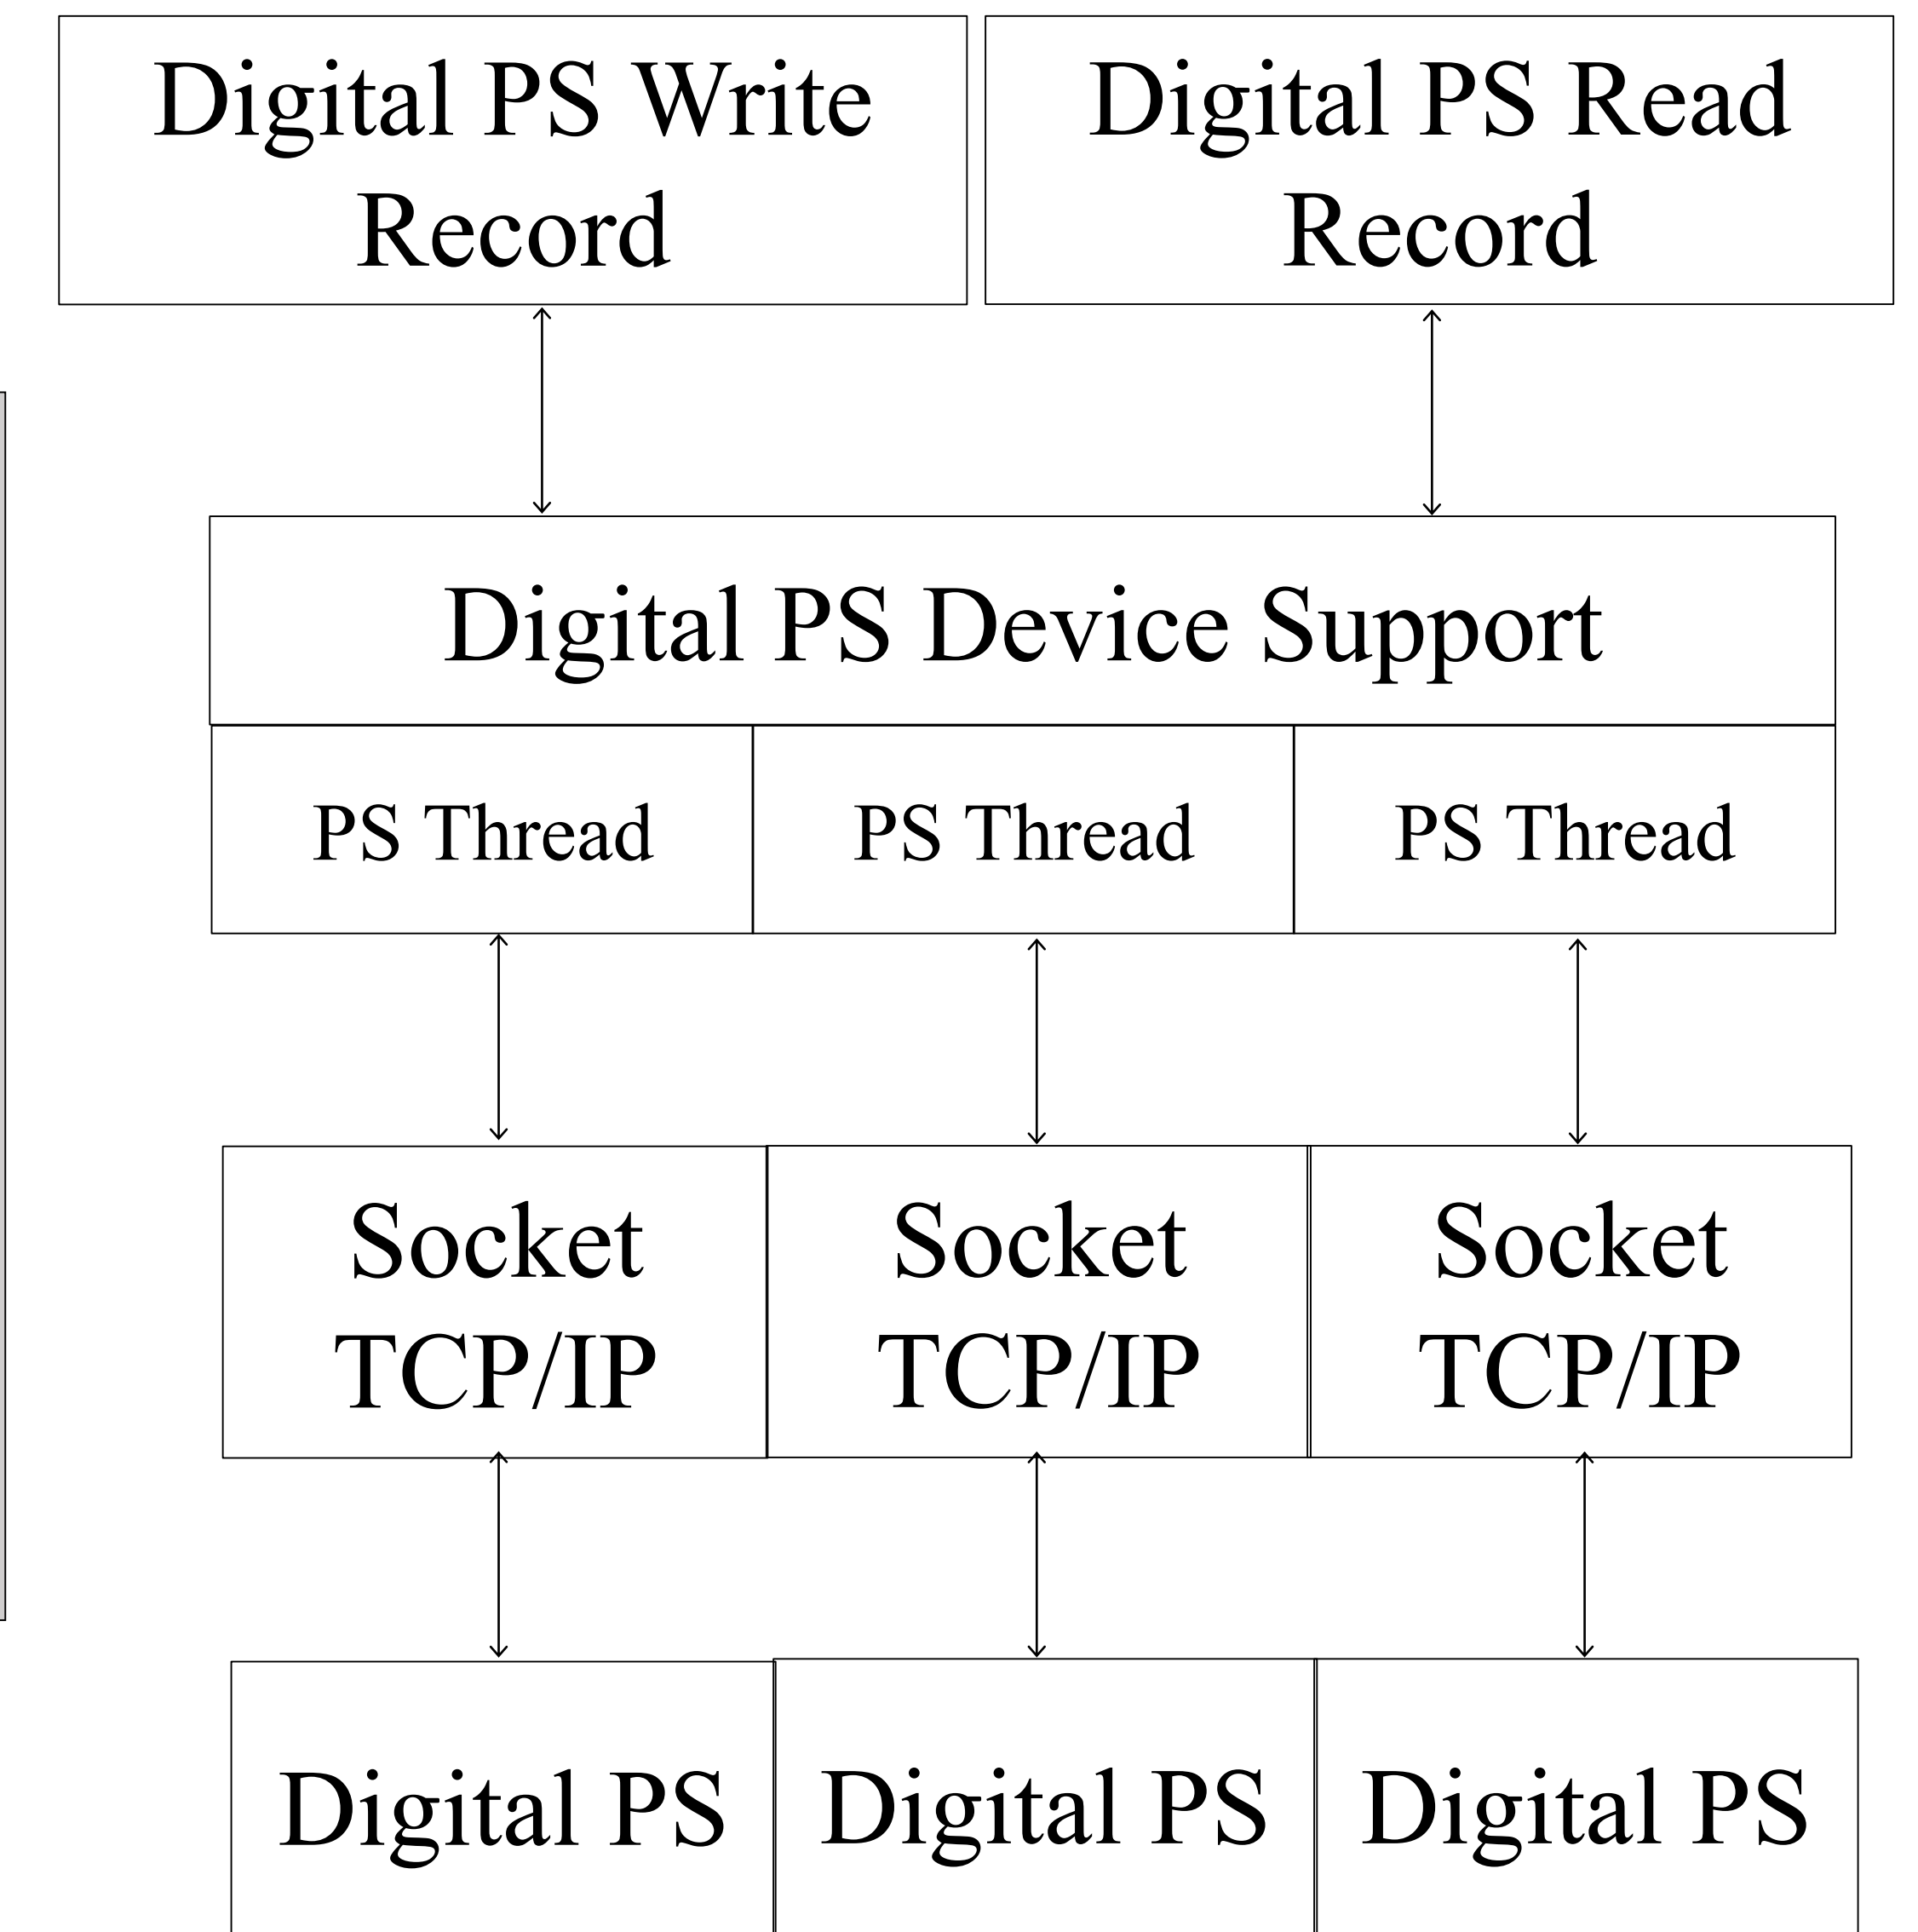 Digital PS Write
Record
Digital PS Read
Record
Digital PS Device Support
PS Thread
PS Thread
PS Thread
Socket
TCP/IP
Socket
TCP/IP
Socket
TCP/IP
Digital PS
Digital PS
Digital PS